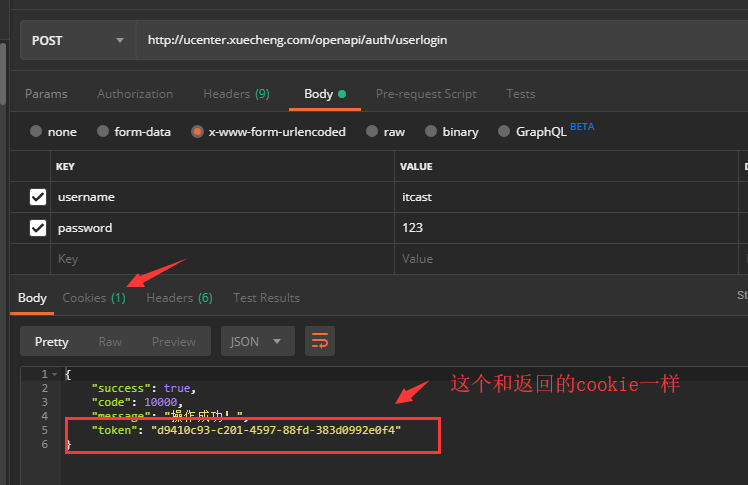 POST http://ucenter.xuecheng.com/openapi/auth/userlogin
Params Authorization Headers (9) Body Pre-request Script Tests
none form-data x-www-form-urlencoded raw binary GraphQL BETA
KEY VALUE
username itcast
password 123
Key Value
Body Cookies (1) Headers (6) Test Results St
Pretty Raw Preview JSON
1 {
2 "success": true,
这个和返回的cookie一样
3 "code": 10000,
4 "message": "操作成功!",
5 "token": "d9410c93-c201-4597-88fd-383d0992e0f4"
6 }